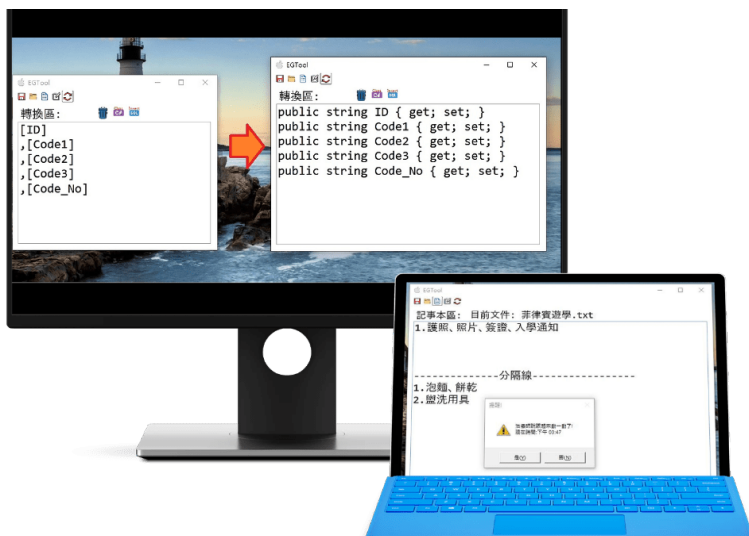 EGTool
轉換區:
[ID]
,[Code1]
,[Code2]
,[Code3]
,[Code_No]
EGTool
轉換區:
public string ID { get; set; }
public string Code1 { get; set; }
public string Code2 { get; set; }
public string Code3 { get; set; }
public string Code_No { get; set; }
EGTool
記事本區: 目前文件: 菲律賓遊學.txt
1.護照、照片、簽證、入學通知
-------------分隔線----------------
1.泡麵、餅乾
2.盥洗用具
是(Y)